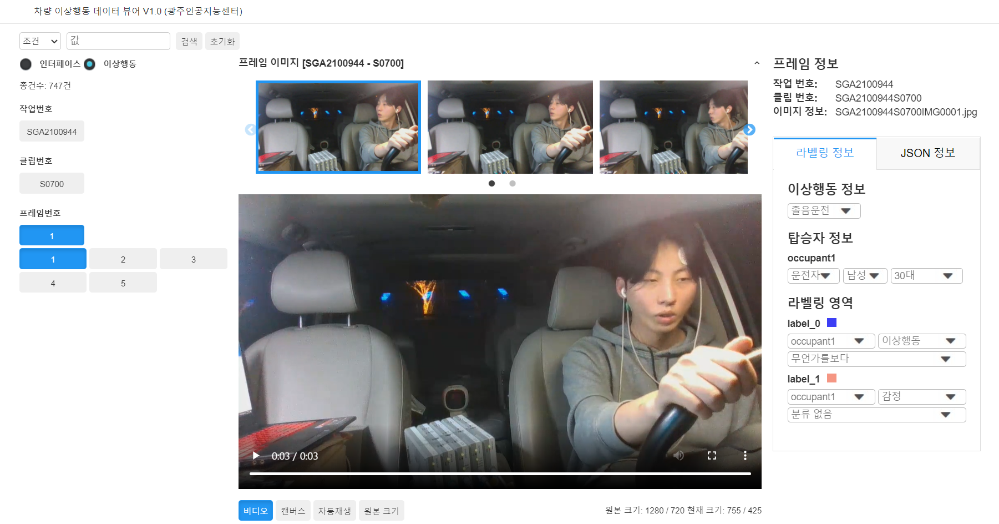 차량 이상행동 데이터 뷰어 V1.0 (광주인공지능센터)
조건 값 검색 초기화
인터페이스 이상행동
총건수: 747건
작업번호
SGA2100944
클립번호
S0700
프레임번호
1
1 2 3
4 5
프레임 이미지 [SGA2100944 - S0700]
0:03 / 0:03
비디오 캔버스 자동재생 원본 크기
원본 크기: 1280 / 720 현재 크기: 755 / 425
프레임 정보
작업 번호: SGA2100944
클립 번호: SGA2100944S0700
이미지 정보: SGA2100944S0700IMG0001.jpg
라벨링 정보 JSON 정보
이상행동 정보
졸음운전
탑승자 정보
occupant1
운전자 남성 30대
라벨링 영역
label_0
occupant1 이상행동
무언가를보다
label_1
occupant1 감정
분류 없음